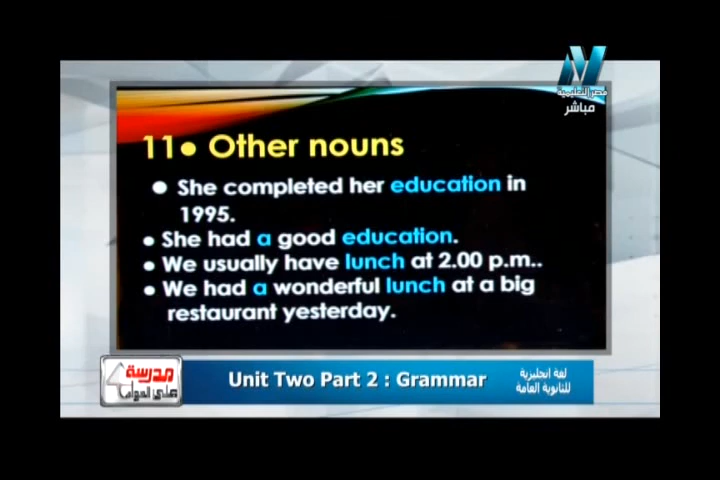 مصر التعليمية
مباشر
11● Other nouns
● She completed her education in
1995.
● She had a good education.
● We usually have lunch at 2.00 p.m..
● We had a wonderful lunch at a big
restaurant yesterday.
مدرسة
على الهواء
Unit Two Part 2 : Grammar
لغة انجليزية
للثانوية العامة